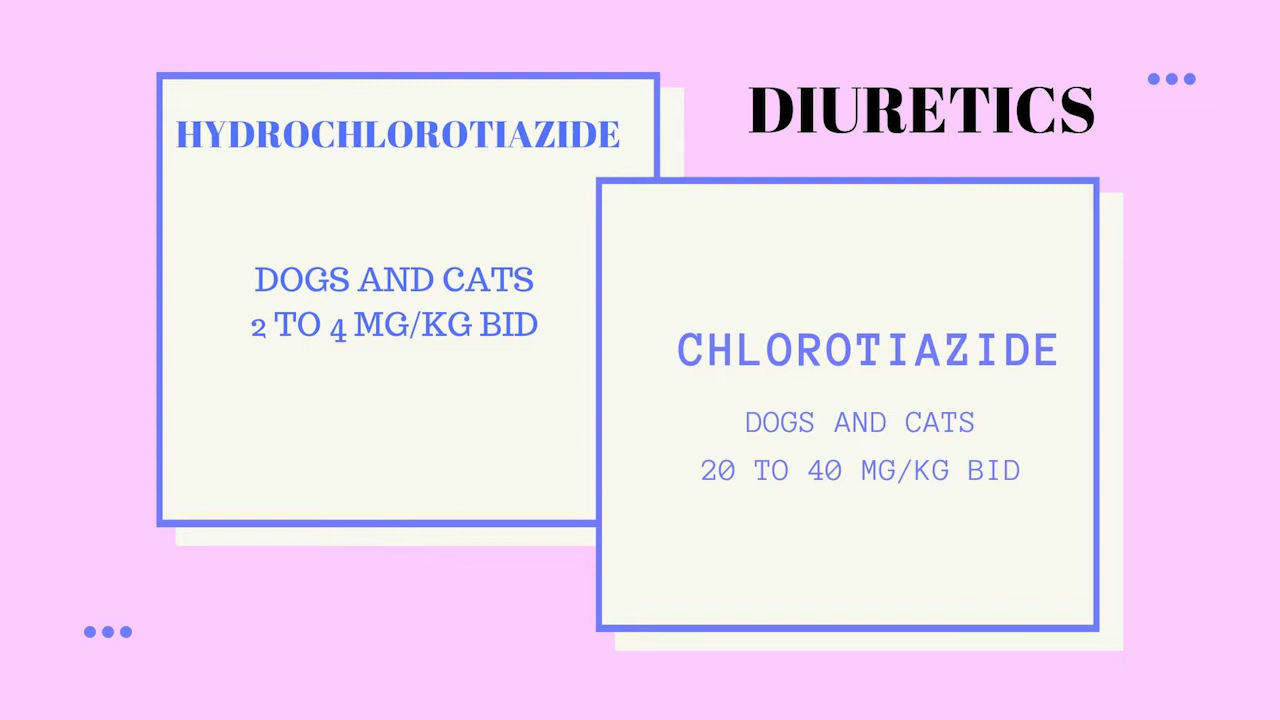 DIURETICS
HYDROCHLOROTIAZIDE
DOGS AND CATS
2 TO 4 MG/KG BID
CHLOROTIAZIDE
DOGS AND CATS
20 TO 40 MG/KG BID